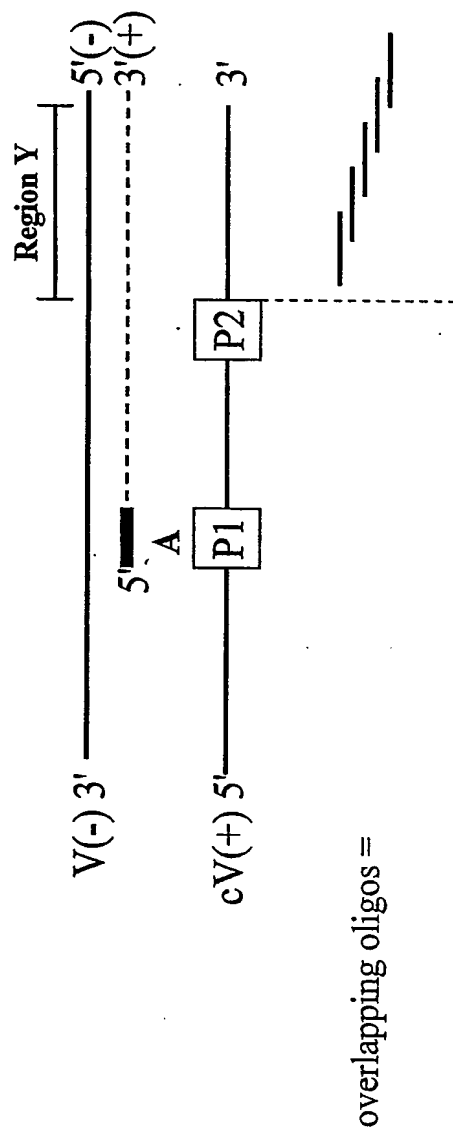 Region Y
V(-) 3' 5'(-)
5' 3'(+)
A
cV(+) 5' P1 P2 3'
overlapping oligos =